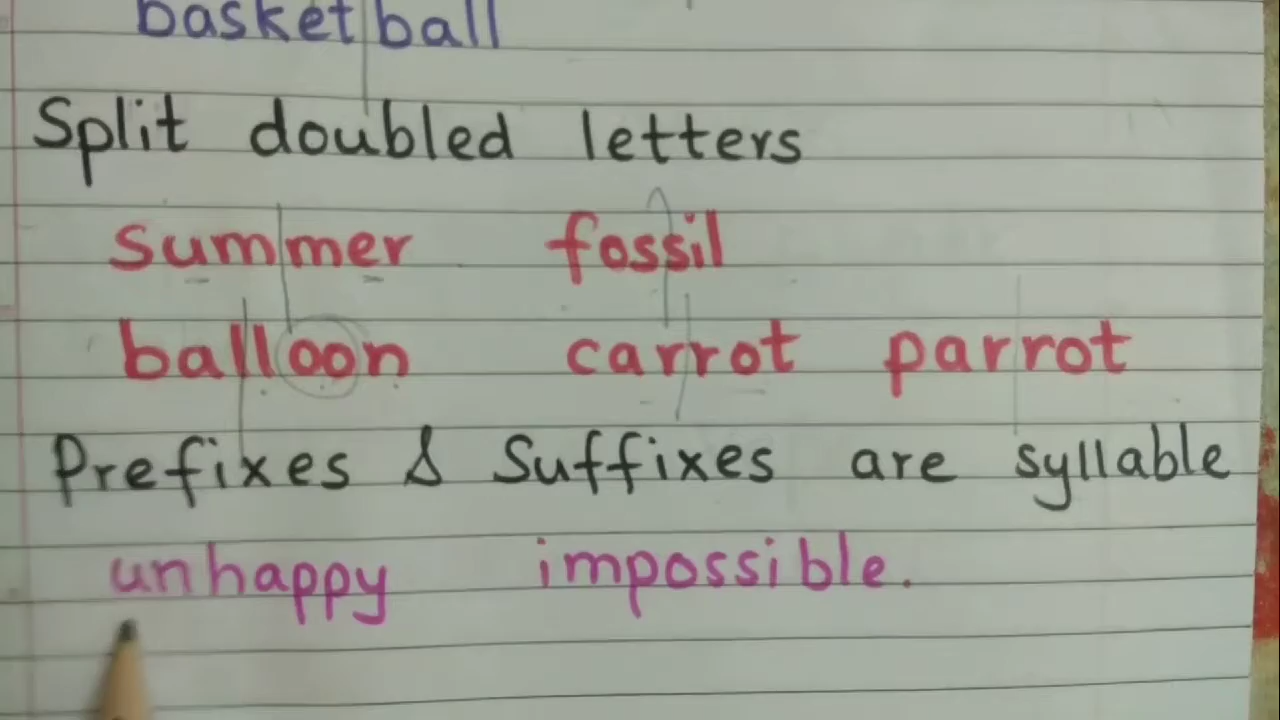 basketball
Split doubled letters
summer fossil
balloon carrot parrot
Prefixes & Suffixes are syllable
unhappy impossible.